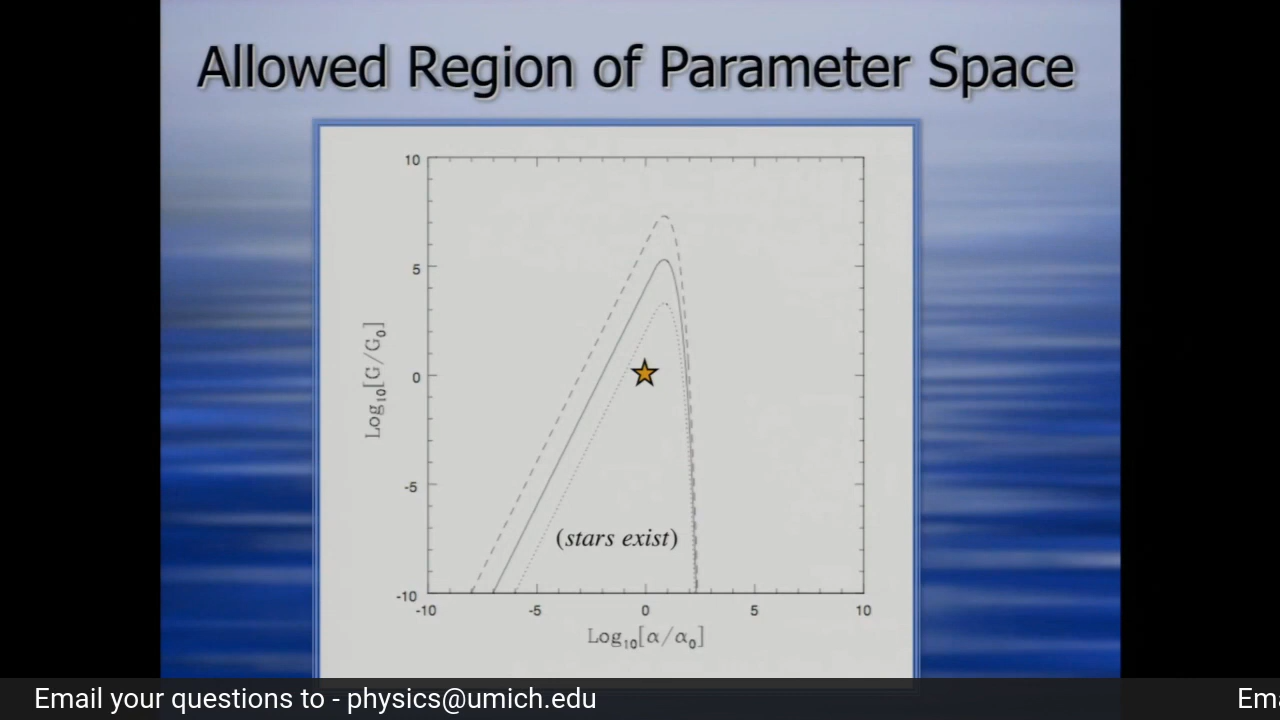 Allowed Region of Parameter Space
10
5
0
-5
-10
Log10[G/G0]
(stars exist)
-10 -5 0 5 10
Log10[α/α0]
Email your questions to - physics@umich.edu
Ema